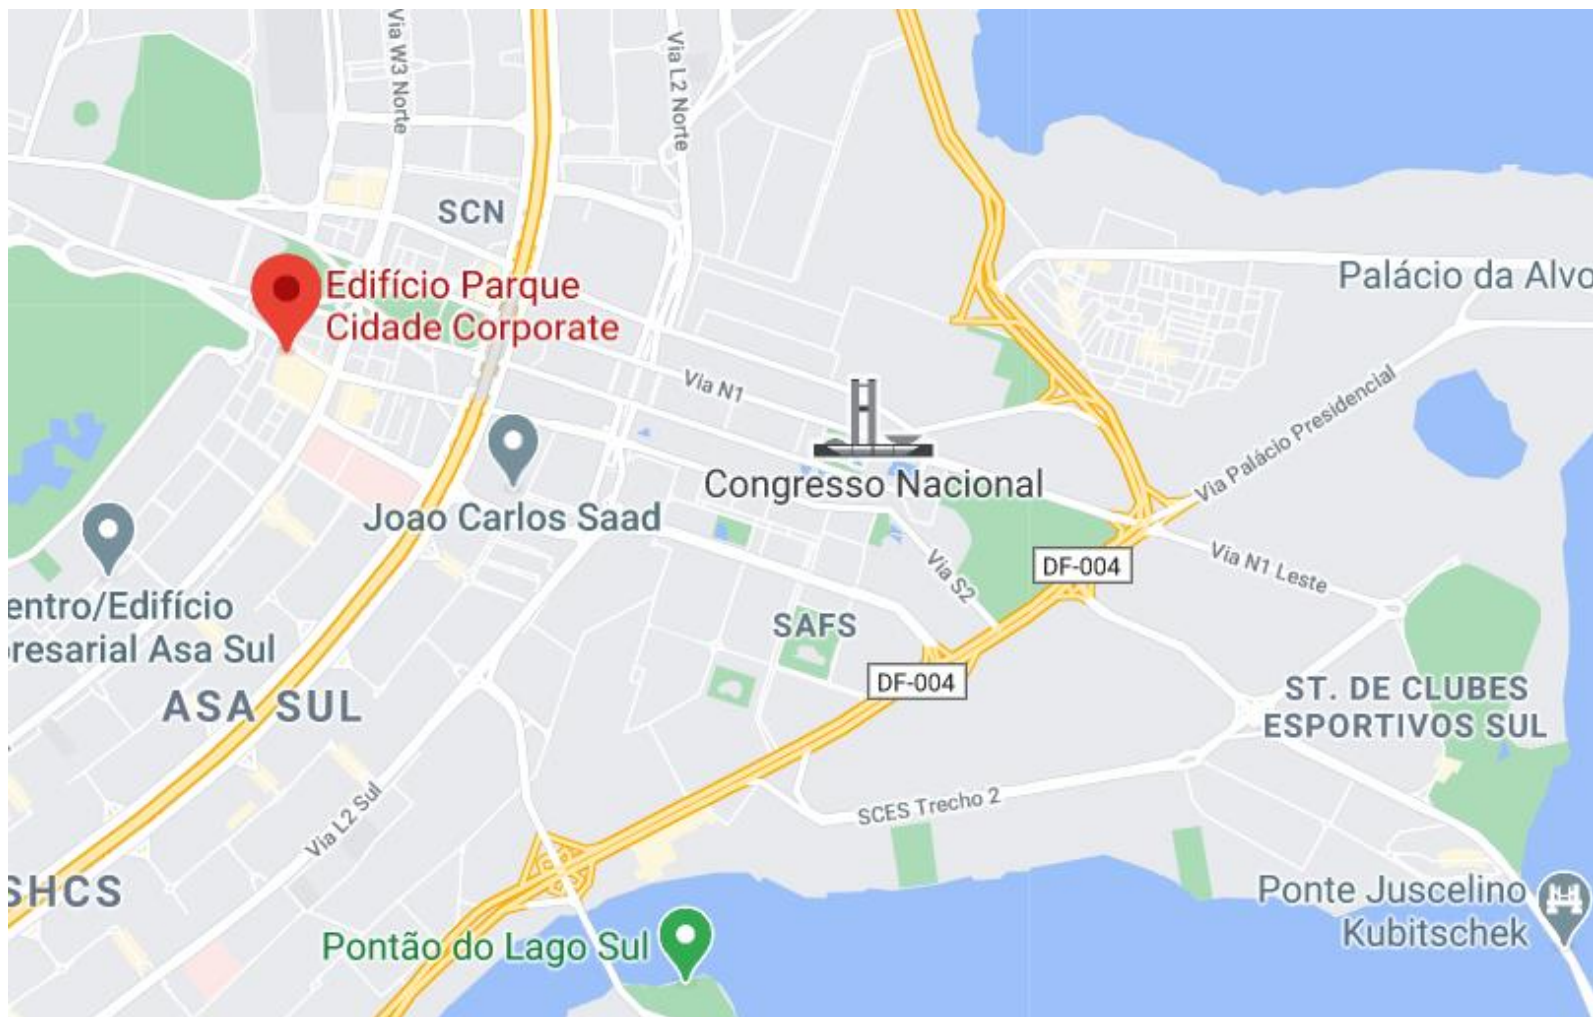 Via W3 Norte
Via L2 Norte
SCN
Edifício Parque
Cidade Corporate
Palácio da Alvo
Via N1
Via Palácio Presidencial
Congresso Nacional
Joao Carlos Saad
DF-004
Via N1 Leste
Via S2
entro/Edifício
resarial Asa Sul
SAFS
DF-004
ASA SUL
ST. DE CLUBES
ESPORTIVOS SUL
Via L2 Sul
SCES Trecho 2
SHCS
Ponte Juscelino
Kubitschek
Pontão do Lago Sul